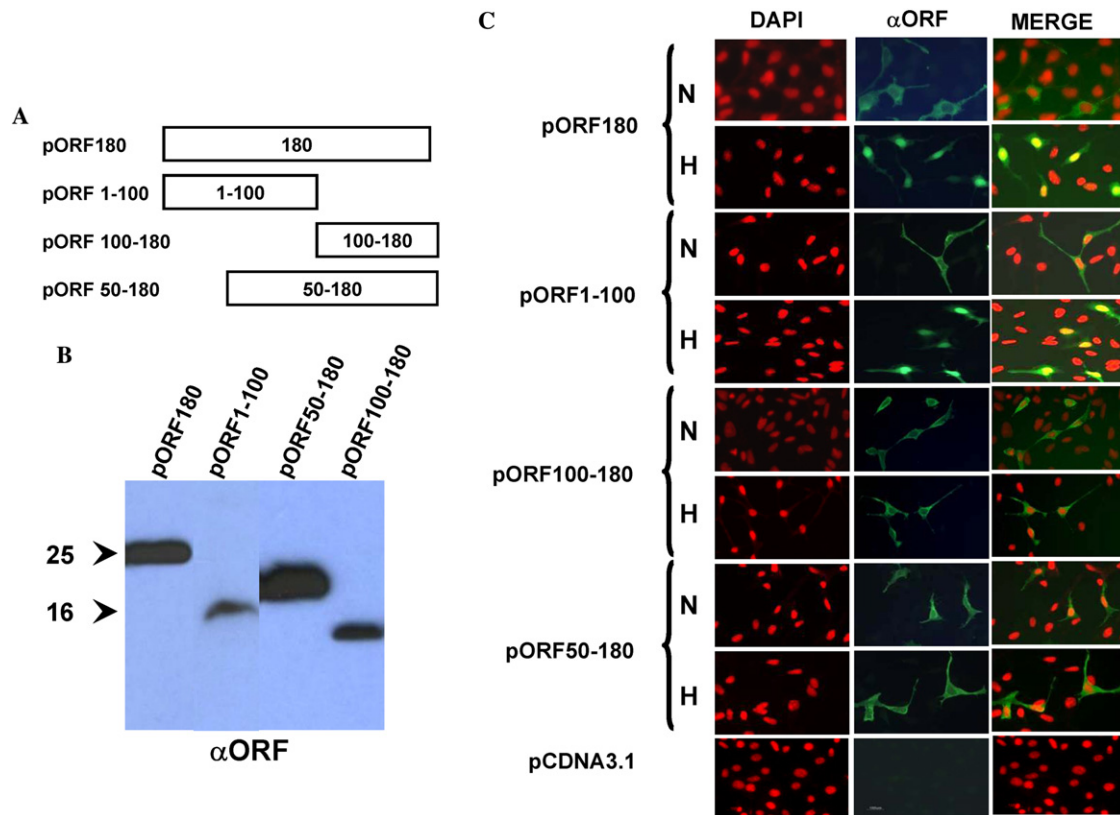 A
pORF180
180
pORF 1-100
1-100
pORF 100-180
100-180
pORF 50-180
50-180
B
pORF180
pORF1-100
pORF50-180
pORF100-180
25
16
αORF
C
DAPI αORF MERGE
pORF180
N
H
pORF1-100
N
H
pORF100-180
N
H
pORF50-180
N
H
pCDNA3.1